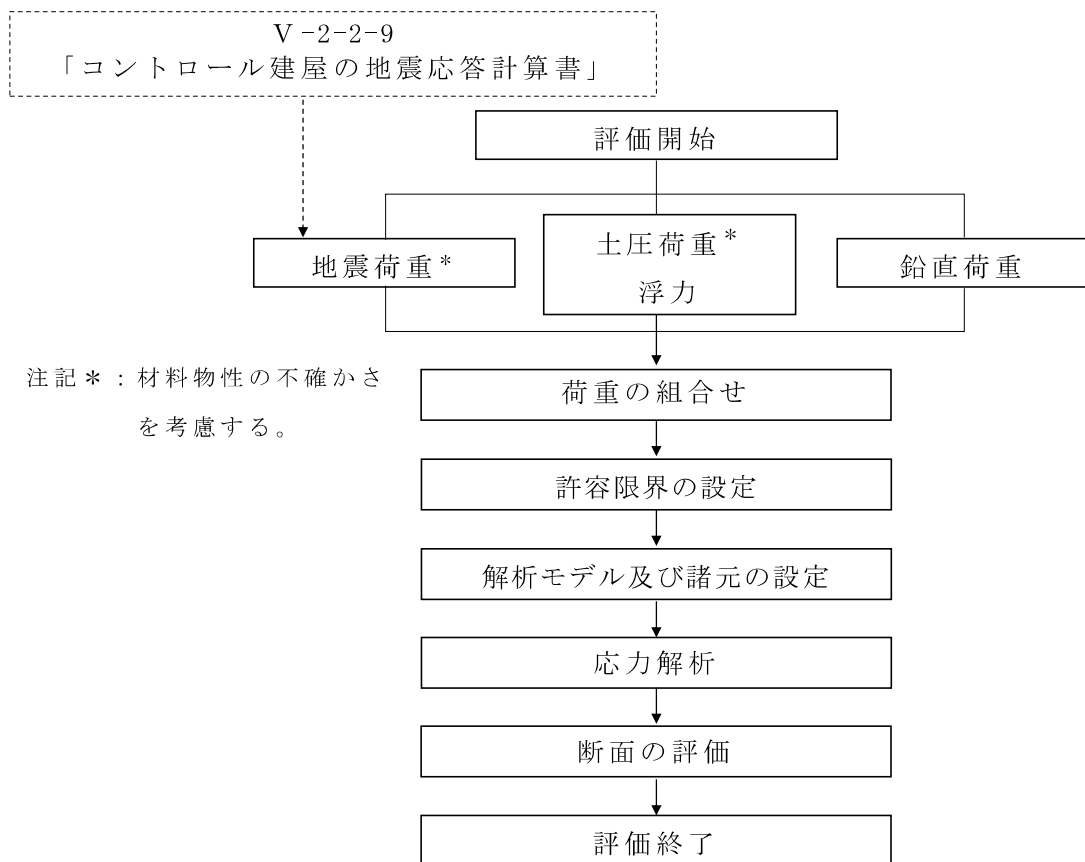 Ⅴ-2-2-9
「コントロール建屋の地震応答計算書」
評価開始
地震荷重*
土圧荷重*
浮力
鉛直荷重
注記*:材料物性の不確かさ
を考慮する。
荷重の組合せ
許容限界の設定
解析モデル及び諸元の設定
応力解析
断面の評価
評価終了